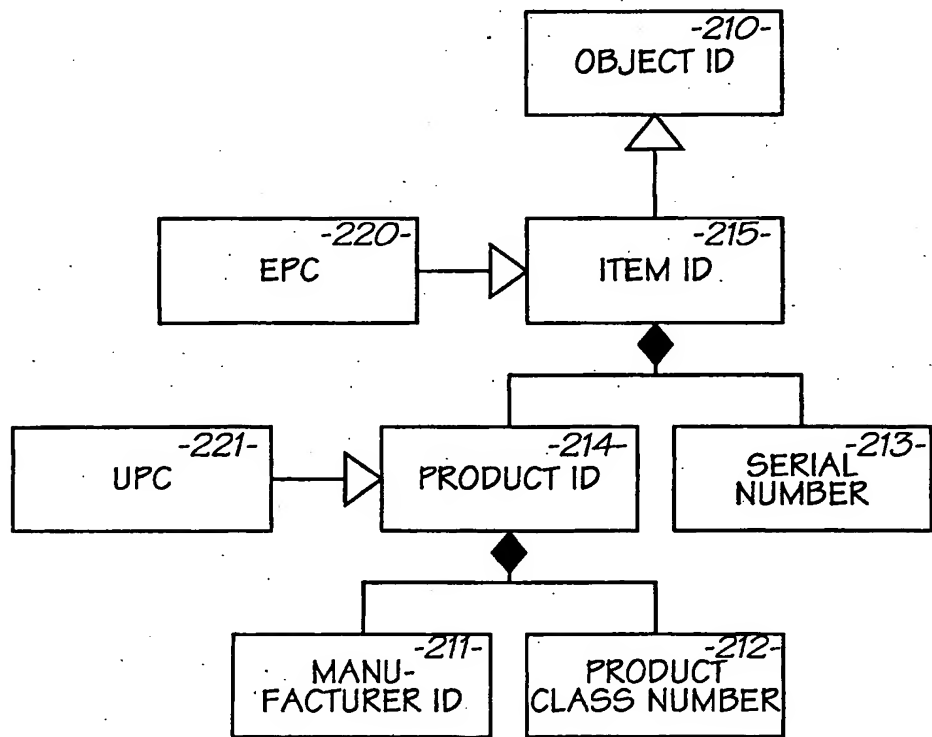 -210-
OBJECT ID
-220-
EPC
-215-
ITEM ID
-221-
UPC
-214-
PRODUCT ID
-213-
SERIAL
NUMBER
-211-
MANU-
FACTURER ID
-212-
PRODUCT
CLASS NUMBER